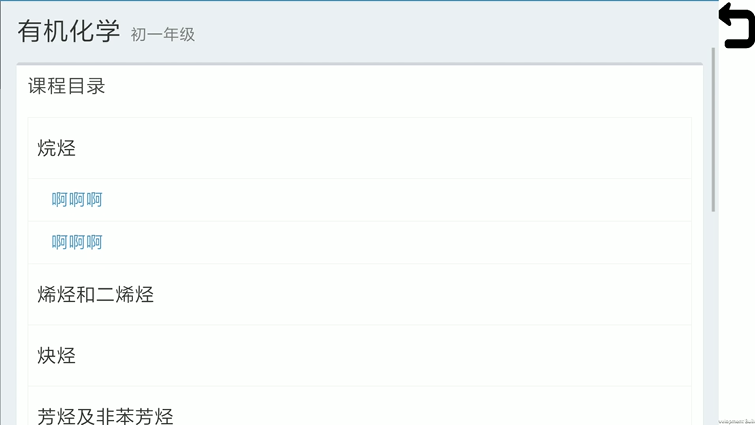 有机化学 初一年级
课程目录
烷烃
啊啊啊
啊啊啊
烯烃和二烯烃
炔烃
芳烃及非苯芳烃